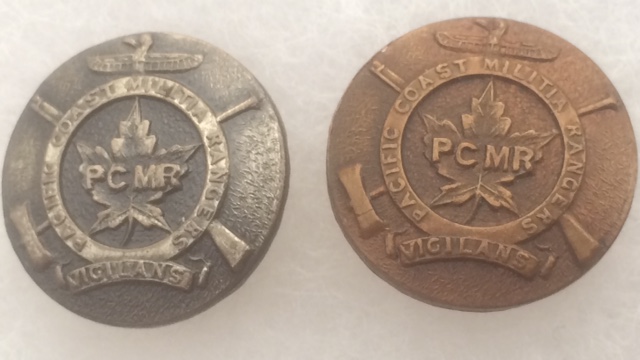 PACIFIC COAST MILITIA RANGERS
PCMR
VIGILANS
PACIFIC COAST MILITIA RANGERS
PCMR
VIGILANS